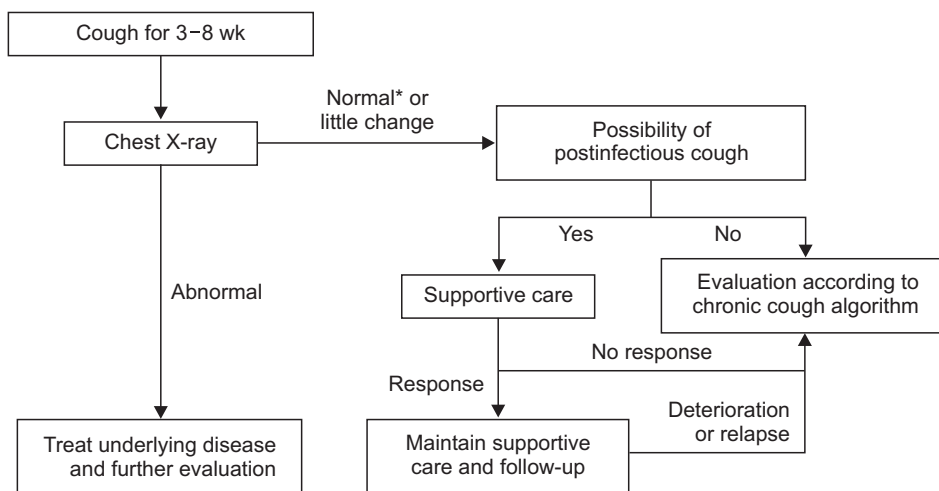 Cough for 3−8 wk
Normal* or
little change
Chest X-ray
Possibility of
postinfectious cough
Yes
No
Abnormal
Supportive care
Evaluation according to
chronic cough algorithm
No response
Response
Deterioration
or relapse
Treat underlying disease
and further evaluation
Maintain supportive
care and follow-up